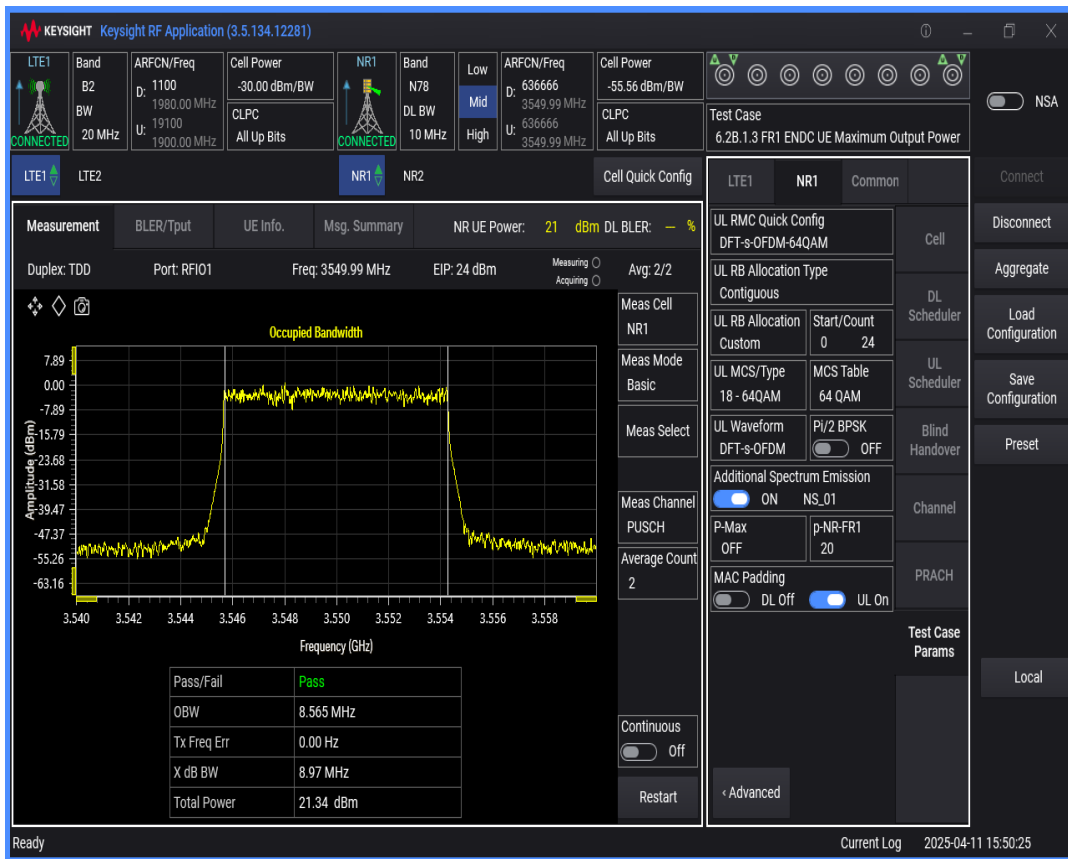 KEYSIGHT Keysight RF Application (3.5.134.12281)
LTE1
CONNECTED
Band
B2
BW
20 MHz
ARFCN/Freq
D: 1100
1980.00 MHz
U: 19100
1900.00 MHz
Cell Power
-30.00 dBm/BW
CLPC
All Up Bits
NR1
CONNECTED
Band
N78
DL BW
10 MHz
Low
Mid
High
ARFCN/Freq
D: 636666
3549.99 MHz
U: 636666
3549.99 MHz
Cell Power
-55.56 dBm/BW
CLPC
All Up Bits
Test Case
6.2B.1.3 FR1 ENDC UE Maximum Output Power
NSA
LTE1 LTE2 NR1 NR2 Cell Quick Config
Measurement BLER/Tput UE Info. Msg. Summary NR UE Power: 21 dBm DL BLER: — %
Duplex: TDD Port: RFIO1 Freq: 3549.99 MHz EIP: 24 dBm Measuring Acquiring Avg: 2/2
Occupied Bandwidth
Amplitude (dBm)
7.89
0.00
-7.89
-15.79
-23.68
-31.58
-39.47
-47.37
-55.26
-63.16
3.540 3.542 3.544 3.546 3.548 3.550 3.552 3.554 3.556 3.558
Frequency (GHz)
Pass/Fail Pass
OBW 8.565 MHz
Tx Freq Err 0.00 Hz
X dB BW 8.97 MHz
Total Power 21.34 dBm
Meas Cell
NR1
Meas Mode
Basic
Meas Select
Meas Channel
PUSCH
Average Count
2
Continuous
Off
Restart
LTE1 NR1 Common
UL RMC Quick Config
DFT-s-OFDM-64QAM
UL RB Allocation Type
Contiguous
UL RB Allocation
Custom
Start/Count
0 24
UL MCS/Type
18 - 64QAM
MCS Table
64 QAM
UL Waveform
DFT-s-OFDM
Pi/2 BPSK
OFF
Additional Spectrum Emission
ON NS_01
P-Max
OFF
p-NR-FR1
20
MAC Padding
DL Off UL On
‹ Advanced
Cell
DL
Scheduler
UL
Scheduler
Blind
Handover
Channel
PRACH
Test Case
Params
Connect
Disconnect
Aggregate
Load
Configuration
Save
Configuration
Preset
Local
Ready Current Log 2025-04-11 15:50:25